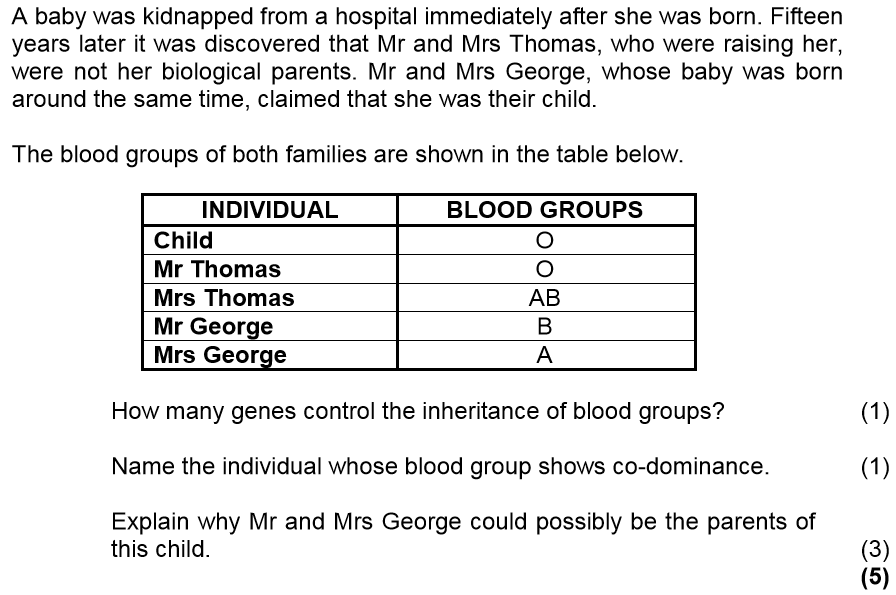 A baby was kidnapped from a hospital immediately after she was born. Fifteen
years later it was discovered that Mr and Mrs Thomas, who were raising her,
were not her biological parents. Mr and Mrs George, whose baby was born
around the same time, claimed that she was their child.
The blood groups of both families are shown in the table below.
INDIVIDUAL BLOOD GROUPS
Child O
Mr Thomas O
Mrs Thomas AB
Mr George B
Mrs George A
How many genes control the inheritance of blood groups? (1)
Name the individual whose blood group shows co-dominance. (1)
Explain why Mr and Mrs George could possibly be the parents of
this child. (3)
(5)